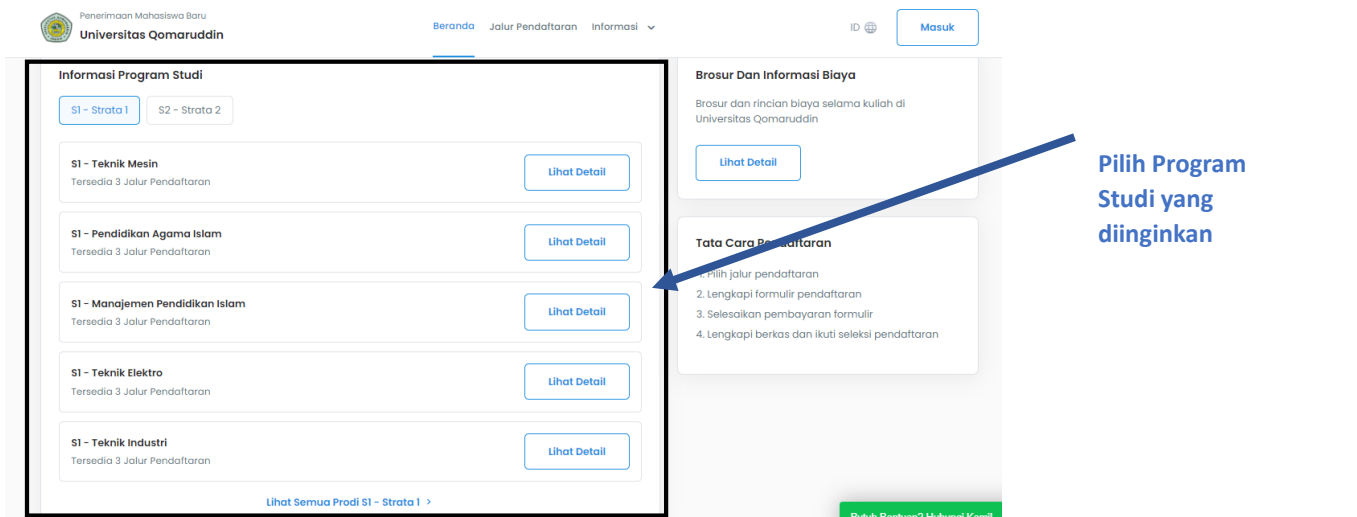 Penerimaan Mahasiswa Baru
Universitas Qomaruddin
Beranda Jalur Pendaftaran Informasi
ID
Masuk
Informasi Program Studi
S1 - Strata 1
S2 - Strata 2
S1 - Teknik Mesin
Tersedia 3 Jalur Pendaftaran
Lihat Detail
S1 - Pendidikan Agama Islam
Tersedia 3 Jalur Pendaftaran
Lihat Detail
S1 - Manajemen Pendidikan Islam
Tersedia 3 Jalur Pendaftaran
Lihat Detail
S1 - Teknik Elektro
Tersedia 3 Jalur Pendaftaran
Lihat Detail
S1 - Teknik Industri
Tersedia 3 Jalur Pendaftaran
Lihat Detail
Lihat Semua Prodi S1 - Strata 1 >
Brosur Dan Informasi Biaya
Brosur dan rincian biaya selama kuliah di
Universitas Qomaruddin
Lihat Detail
Tata Cara Pendaftaran
1. Pilih jalur pendaftaran
2. Lengkapi formulir pendaftaran
3. Selesaikan pembayaran formulir
4. Lengkapi berkas dan ikuti seleksi pendaftaran
Butuh Bantuan? Hubungi Kami!
Pilih Program
Studi yang
diinginkan